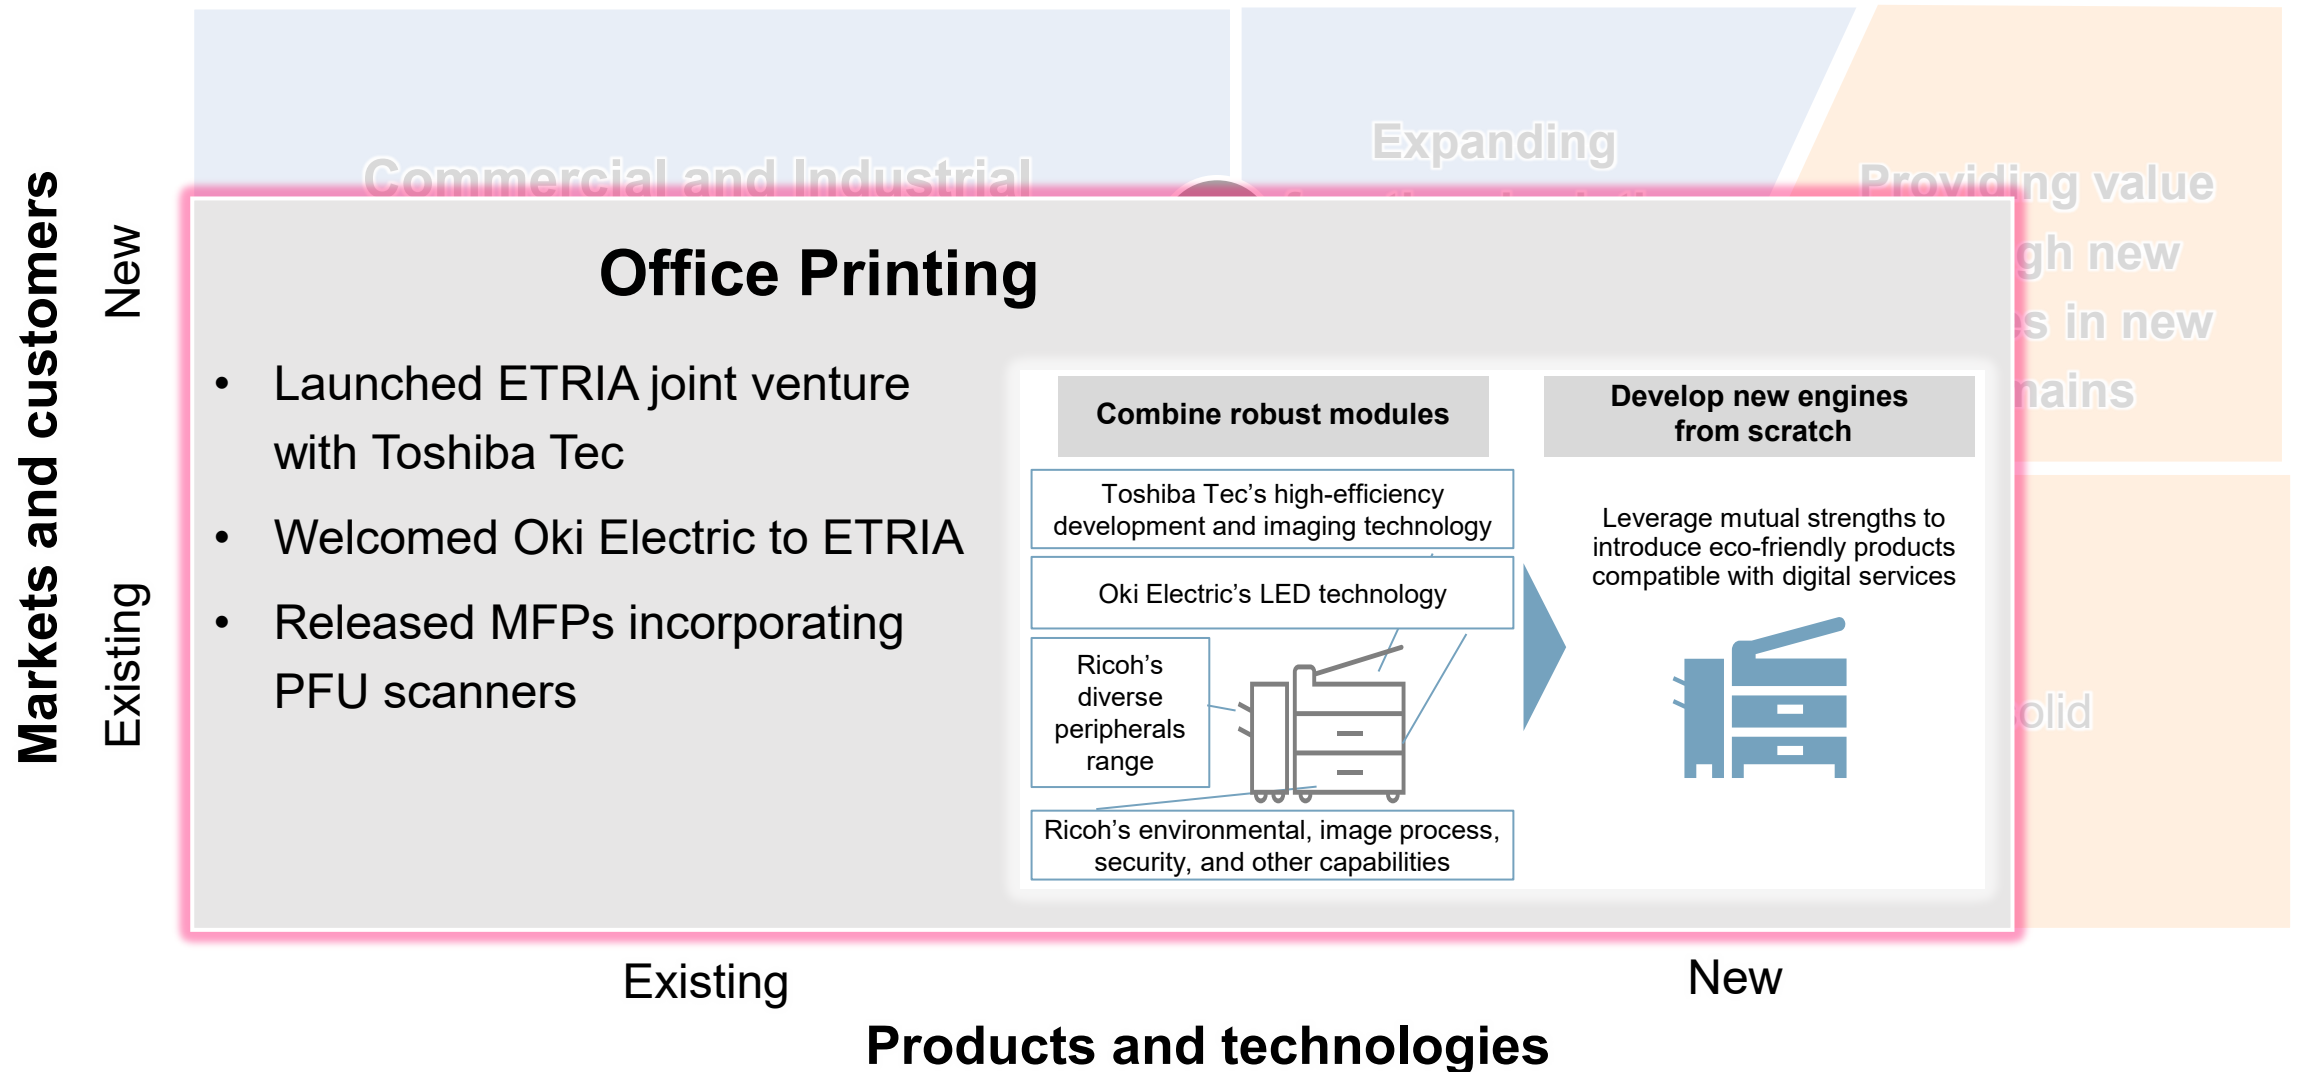 Commercial and Industrial
Expanding
Providing value
new
in new
Markets and customers
New
Existing
Office Printing
• Launched ETRIA joint venture
with Toshiba Tec
• Welcomed Oki Electric to ETRIA
• Released MFPs incorporating
PFU scanners
Combine robust modules
Toshiba Tec’s high-efficiency
development and imaging technology
Oki Electric’s LED technology
Ricoh’s
diverse
peripherals
range
Ricoh’s environmental, image process,
security, and other capabilities
Develop new engines
from scratch
Leverage mutual strengths to
introduce eco-friendly products
compatible with digital services
Existing
New
Products and technologies